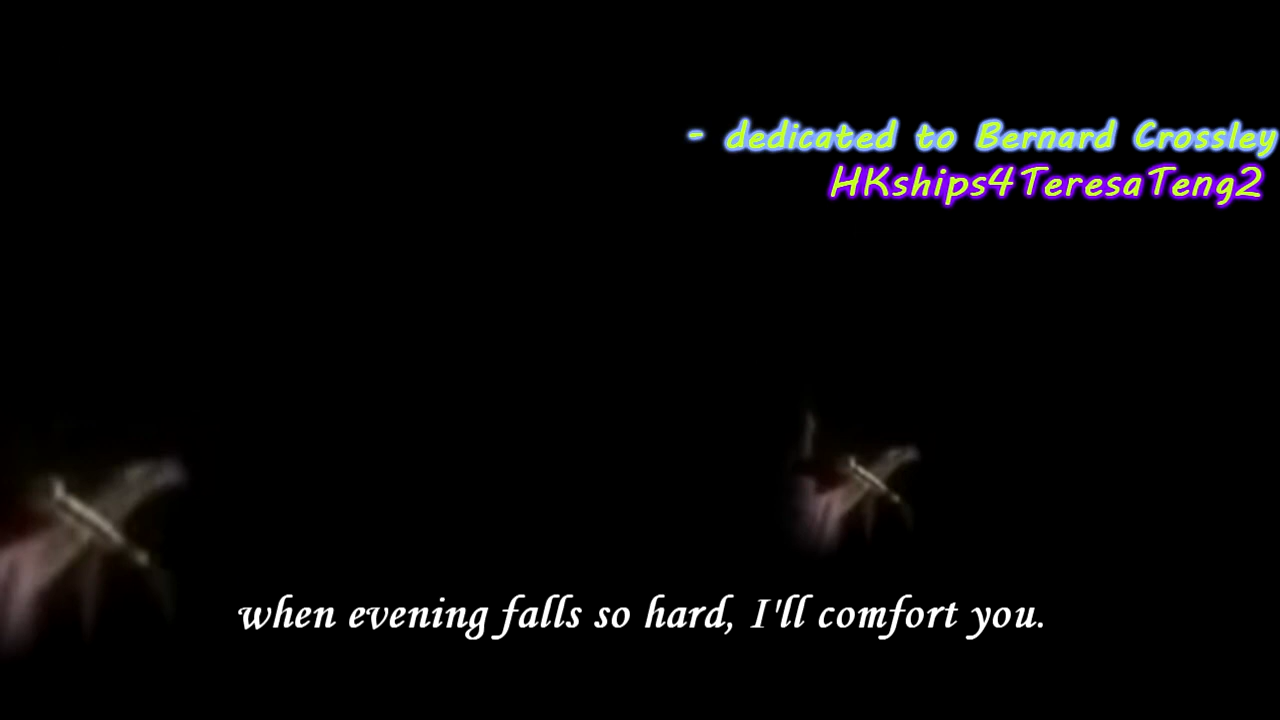 - dedicated to Bernard Crossley
HKships4TeresaTeng2
when evening falls so hard, I'll comfort you.